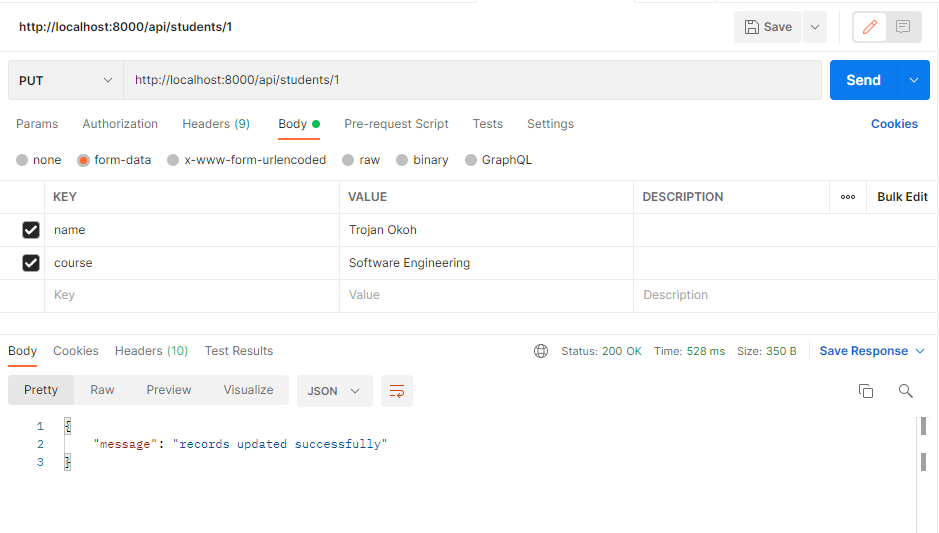 http://localhost:8000/api/students/1 Save
PUT http://localhost:8000/api/students/1 Send
Params Authorization Headers (9) Body Pre-request Script Tests Settings Cookies
none form-data x-www-form-urlencoded raw binary GraphQL
KEY VALUE DESCRIPTION Bulk Edit
name Trojan Okoh
course Software Engineering
Key Value Description
Body Cookies Headers (10) Test Results Status: 200 OK Time: 528 ms Size: 350 B Save Response
Pretty Raw Preview Visualize JSON
1 {
2 "message": "records updated successfully"
3 }